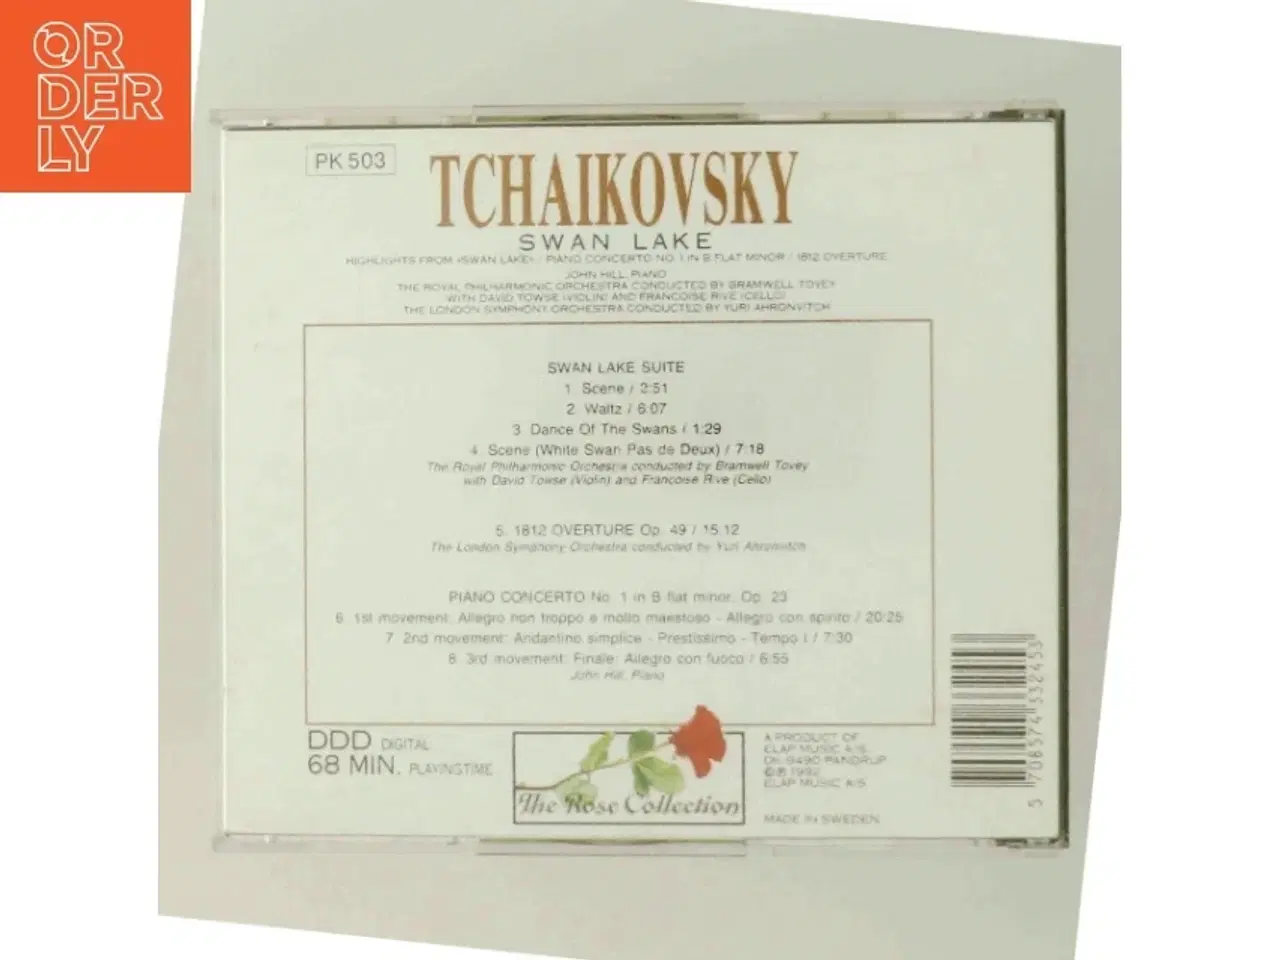 ORDERLY
PK 503
TCHAIKOVSKY
SWAN LAKE
HIGHLIGHTS FROM «SWAN LAKE» / PIANO CONCERTO NO. 1 IN B FLAT MINOR / 1812 OVERTURE
JOHN HILL, PIANO
THE ROYAL PHILHARMONIC ORCHESTRA CONDUCTED BY BRAMWELL TOVEY
WITH DAVID TOWSE (VIOLIN) AND FRANCOISE RIVE (CELLO)
THE LONDON SYMPHONY ORCHESTRA CONDUCTED BY YURI AHRONVITCH
SWAN LAKE SUITE
1. Scene / 2:51
2. Waltz / 6:07
3. Dance Of The Swans / 1:29
4. Scene (White Swan Pas de Deux) / 7:18
The Royal Philharmonic Orchestra conducted by Bramwell Tovey
with David Towse (Violin) and Francoise Rive (Cello)
5. 1812 OVERTURE Op. 49 / 15:12
The London Symphony Orchestra conducted by Yuri Ahronvitch
PIANO CONCERTO No. 1 in B flat minor, Op. 23
6. 1st movement: Allegro non troppo e molto maestoso - Allegro con spirito / 20:25
7. 2nd movement: Andantino simplice - Prestissimo - Tempo I / 7:30
8. 3rd movement: Finale: Allegro con fuoco / 6:55
John Hill, Piano
DDD DIGITAL
68 MIN. PLAYINGTIME
The Rose Collection
A PRODUCT OF
ELAP MUSIC A/S
DK-9490 PANDRUP
©℗ 1992
ELAP MUSIC A/S
MADE IN SWEDEN
5 708574 332453